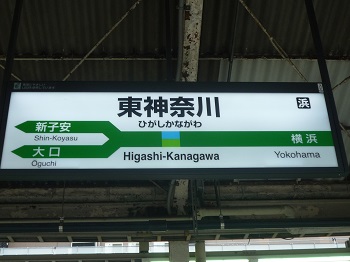 東神奈川
浜
ひがしかながわ
新子安
Shin-Koyasu
大口
Ōguchi
Higashi-Kanagawa
横浜
Yokohama